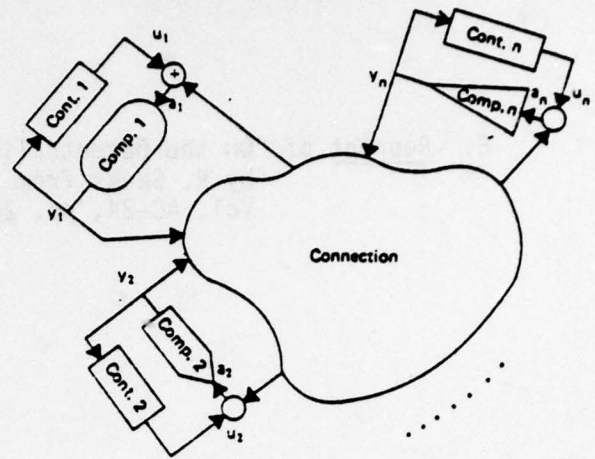 u₁
Cont. 1
+
a₁
Comp. 1
y₁
Cont. n
yₙ
Comp. n
aₙ
uₙ
Connection
y₂
Comp. 2
a₂
Cont. 2
u₂